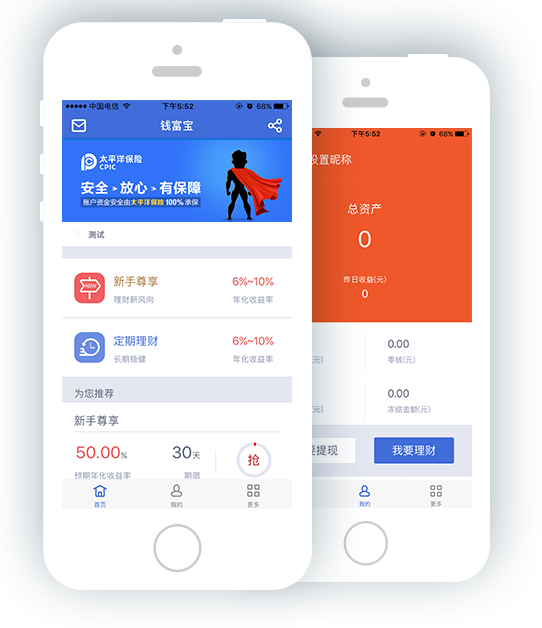 中国电信 下午5:52 68%
钱富宝
太平洋保险
CPIC
安全 放心 有保障
账户资金安全由太平洋保险 100% 承保
测试
NEW
新手尊享 6%~10%
理财新风向 年化收益率
定期理财 6%~10%
长期稳健 年化收益率
为您推荐
新手尊享
50.00% 30天 抢
预期年化收益率 期限
首页 我的 更多
下午5:52 68%
设置昵称
总资产
0
昨日收益(元)
0
0.00
(元) 零钱(元)
0.00
(元) 冻结金额(元)
要提现 我要理财
我的 更多